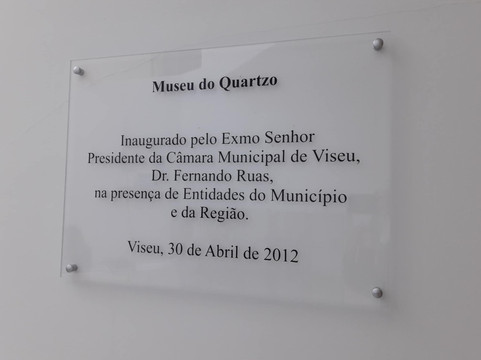 Museu do Quartzo
Inaugurado pelo Exmo Senhor
Presidente da Câmara Municipal de Viseu,
Dr. Fernando Ruas,
na presença de Entidades do Município
e da Região.
Viseu, 30 de Abril de 2012